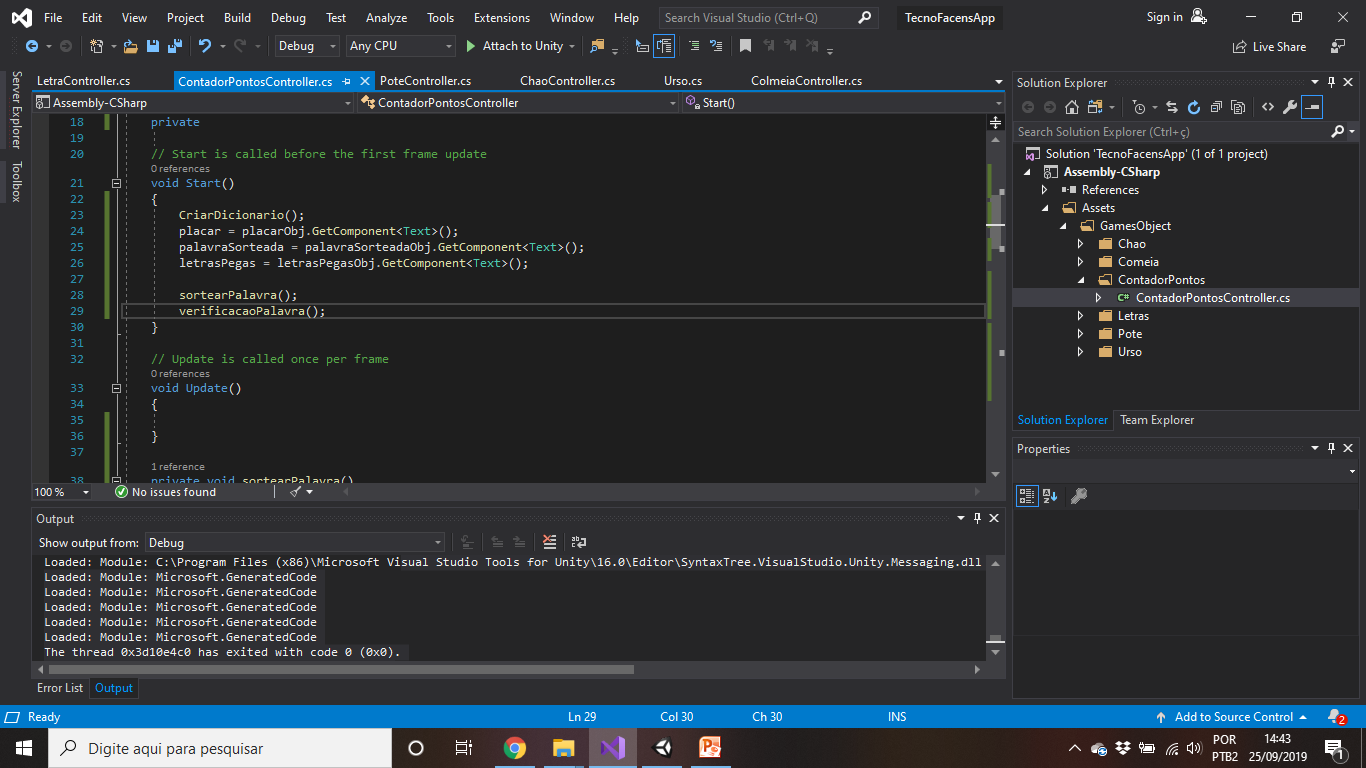 File Edit View Project Build Debug Test Analyze Tools Extensions Window Help Search Visual Studio (Ctrl+Q) TecnoFacensApp Sign in
Debug Any CPU Attach to Unity Live Share
Server Explorer
Toolbox
LetraController.cs ContadorPontosController.cs PoteController.cs ChaoController.cs Urso.cs ColmeiaController.cs
Assembly-CSharp ContadorPontosController Start()
18 private
19
20 // Start is called before the first frame update
0 references
21 void Start()
22 {
23 CriarDicionario();
24 placar = placarObj.GetComponent<Text>();
25 palavraSorteada = palavraSorteadaObj.GetComponent<Text>();
26 letrasPegas = letrasPegasObj.GetComponent<Text>();
27
28 sortearPalavra();
29 verificacaoPalavra();
30 }
31
32 // Update is called once per frame
0 references
33 void Update()
34 {
35
36 }
37
1 reference
38 private void sortearPalavra()
100 % No issues found
Output
Show output from: Debug
Loaded: Module: C:\Program Files (x86)\Microsoft Visual Studio Tools for Unity\16.0\Editor\SyntaxTree.VisualStudio.Unity.Messaging.dll
Loaded: Module: Microsoft.GeneratedCode
Loaded: Module: Microsoft.GeneratedCode
Loaded: Module: Microsoft.GeneratedCode
Loaded: Module: Microsoft.GeneratedCode
Loaded: Module: Microsoft.GeneratedCode
The thread 0x3d10e4c0 has exited with code 0 (0x0).
Error List Output
Solution Explorer
Search Solution Explorer (Ctrl+ç)
Solution 'TecnoFacensApp' (1 of 1 project)
Assembly-CSharp
References
Assets
GamesObject
Chao
Comeia
ContadorPontos
C# ContadorPontosController.cs
Letras
Pote
Urso
Solution Explorer Team Explorer
Properties
Ready Ln 29 Col 30 Ch 30 INS Add to Source Control 2
Digite aqui para pesquisar
POR
PTB2
14:43
25/09/2019
1